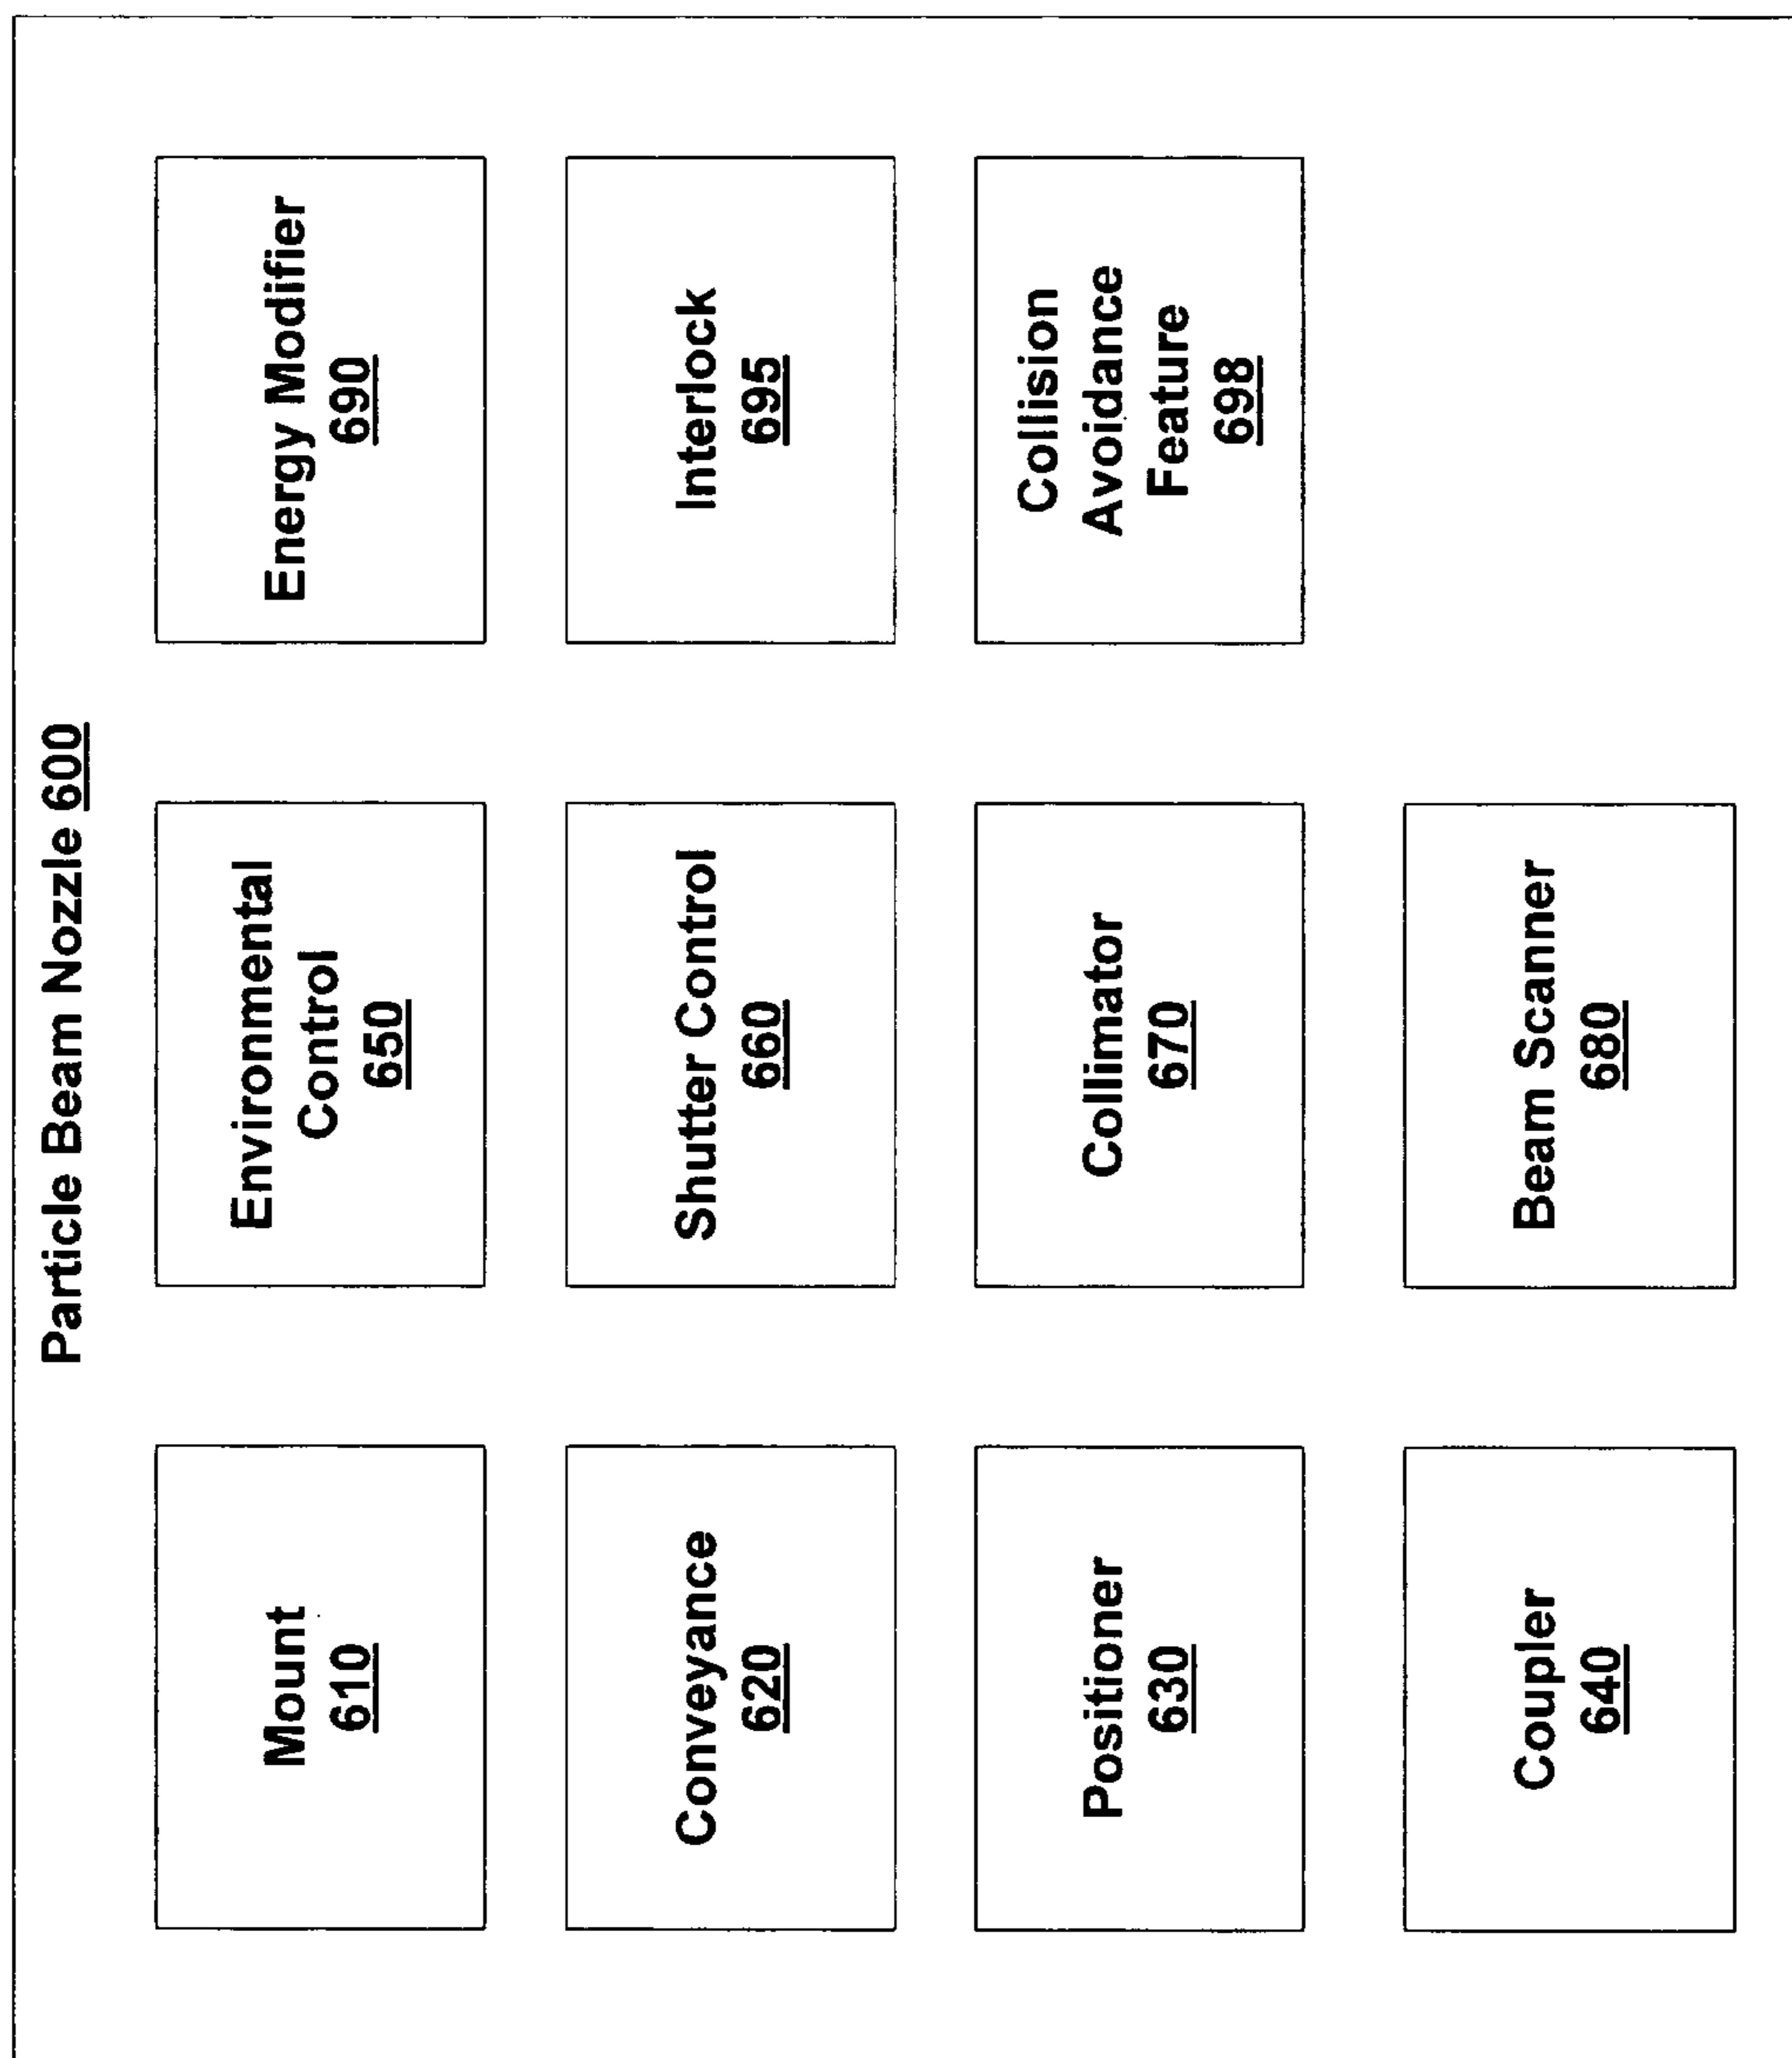 Particle Beam Nozzle 600
Mount
610
Conveyance
620
Positioner
630
Coupler
640
Environmental
Control
650
Shutter Control
660
Collimator
670
Beam Scanner
680
Energy Modifier
690
Interlock
695
Collision
Avoidance
Feature
698